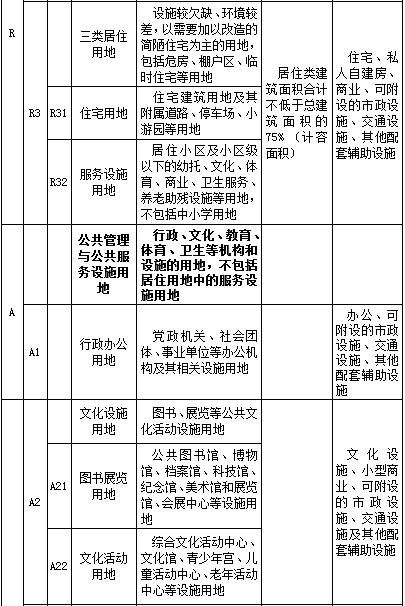 R
R3
三类居住
用地
设施较欠缺、环境较
差，以需要加以改造的
简陋住宅为主的用地，
包括危房、棚户区、临
时住宅等用地
R31
住宅用地
住宅建筑用地及其
附属道路、停车场、小
游园等用地
R32
服务设施
用地
居住小区及小区级
以下的幼托、文化、体
育、商业、卫生服务、
养老助残设施等用地，
不包括中小学用地
居住类建
筑面积合计
不低于总建
筑面积的
75%（计容
面积）
住宅、私
人自建房、
商业、可附
设的市政设
施、交通设
施、其他配
套辅助设施
A
公共管理
与公共服
务设施用
地
行政、文化、教育、
体育、卫生等机构和
设施的用地，不包括
居住用地中的服务设
施用地
A1
行政办公
用地
党政机关、社会团
体、事业单位等办公机
构及其相关设施用地
办公、可
附设的市政
设施、交通
设施、其他
配套辅助设
施
A2
文化设施
用地
图书、展览等公共文
化活动设施用地
A21
图书展览
用地
公共图书馆、博物
馆、档案馆、科技馆、
纪念馆、美术馆和展览
馆、会展中心等设施用
地
A22
文化活动
用地
综合文化活动中心、
文化馆、青少年宫、儿
童活动中心、老年活动
中心等设施用地
文化设
施、小型商
业、可附设
的市政设
施、交通设
施及其他配
套辅助设施